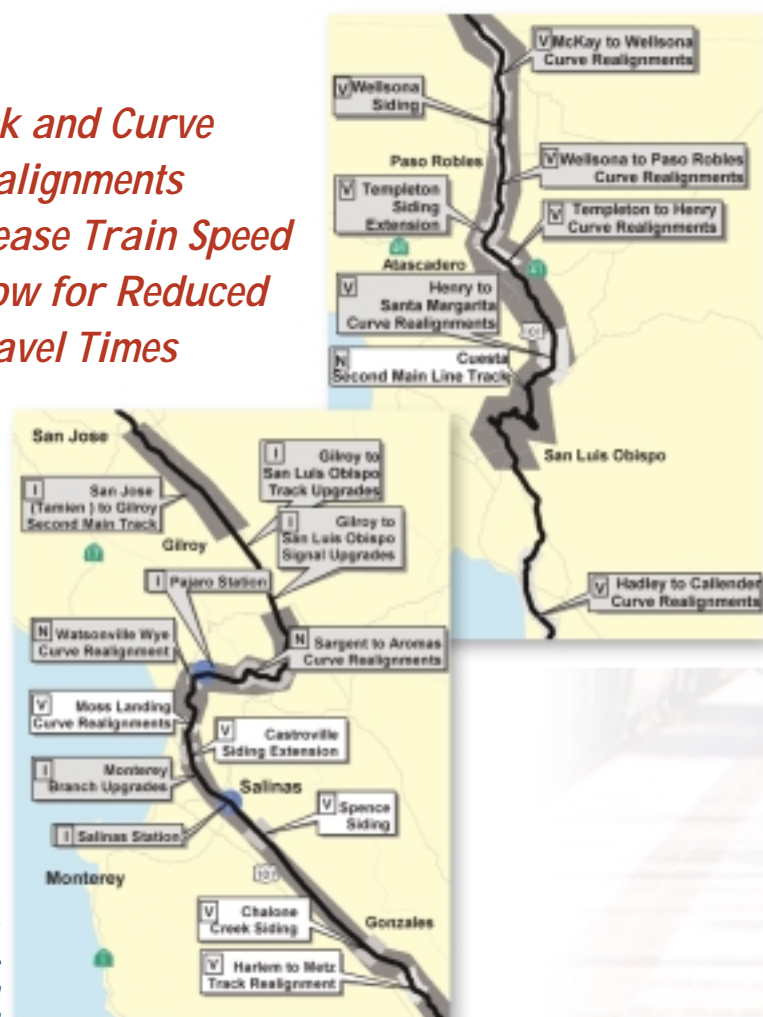 k and Curve
alignments
ease Train Speed
ow for Reduced
avel Times
V McKay to Wellsona
Curve Realignments
V Wellsona
Siding
Paso Robles
V Wellsona to Paso Robles
Curve Realignments
V Templeton
Siding
Extension
V Templeton to Henry
Curve Realignments
41
Atascadero
V Henry to
Santa Margarita
Curve Realignments
101
N Cuesta
Second Main Line Track
San Luis Obispo
V Hadley to Callender
Curve Realignments
San Jose
I Gilroy to
San Luis Obispo
Track Upgrades
I San Jose
(Tamien ) to Gilroy
Second Main Track
I Gilroy to
San Luis Obispo
Signal Upgrades
Gilroy
I Pajaro Station
N Watsonville Wye
Curve Realignment
N Sargent to Aromas
Curve Realignments
V Moss Landing
Curve Realignments
V Castroville
Siding Extension
I Monterey
Branch Upgrades
Salinas
V Spence
Siding
I Salinas Station
101
Monterey
V Chalone
Creek Siding
Gonzales
V Harlem to Metz
Track Realignment